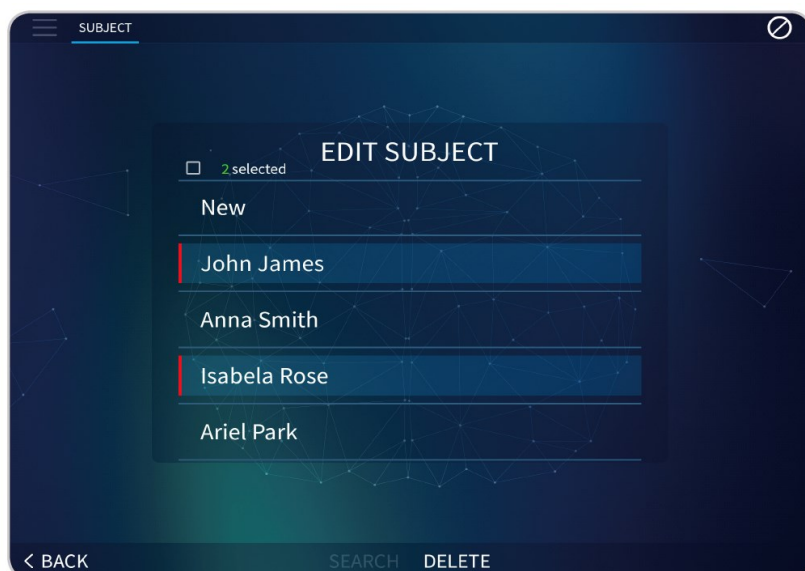 SUBJECT
EDIT SUBJECT
2 selected
New
John James
Anna Smith
Isabela Rose
Ariel Park
< BACK
SEARCH
DELETE